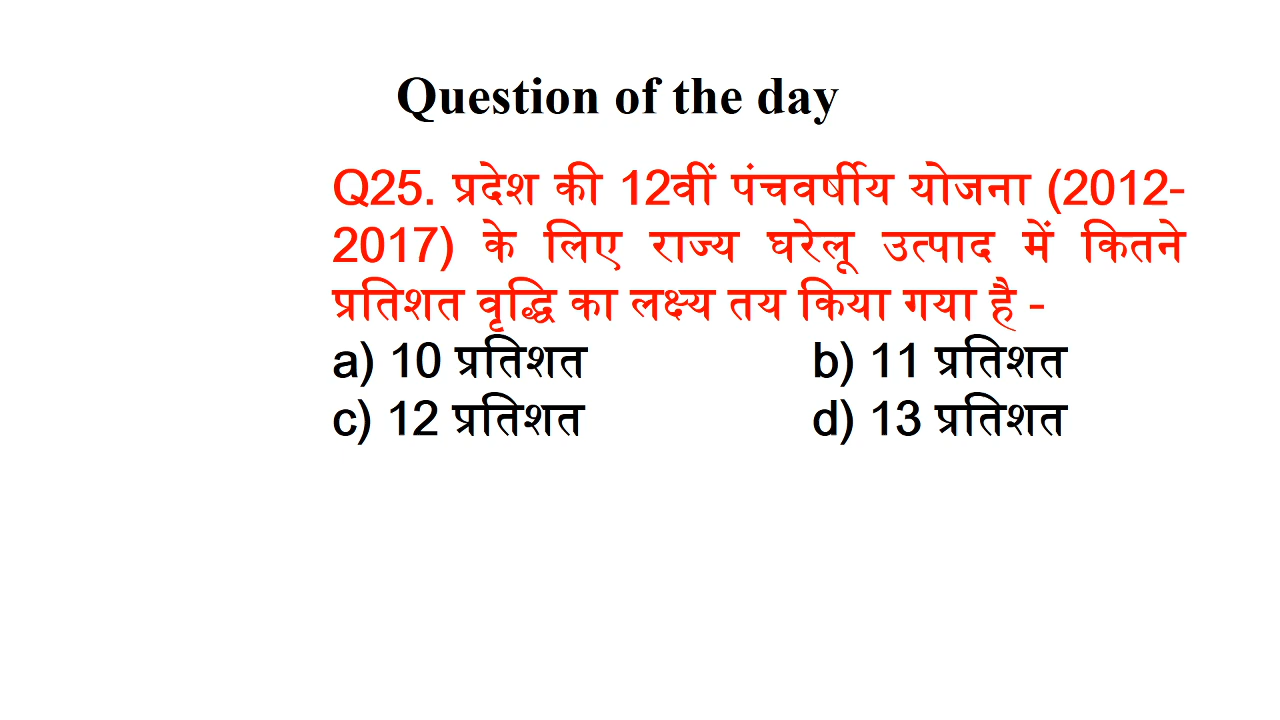 Question of the day
Q25. प्रदेश की 12वीं पंचवर्षीय योजना (2012-
2017) के लिए राज्य घरेलू उत्पाद में कितने
प्रतिशत वृद्धि का लक्ष्य तय किया गया है -
a) 10 प्रतिशत b) 11 प्रतिशत
c) 12 प्रतिशत d) 13 प्रतिशत